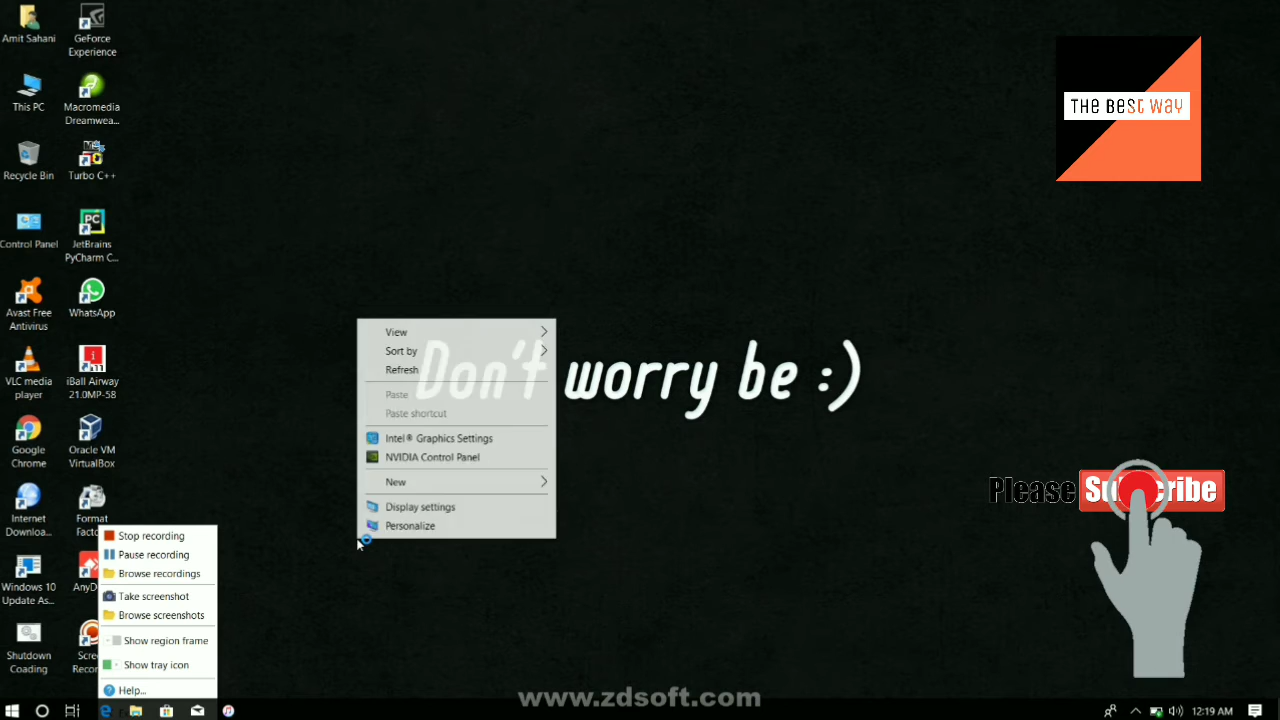 Amit Sahani
GeForce
Experience
This PC
Macromedia
Dreamwea...
Recycle Bin
Turbo C++
Control Panel
JetBrains
PyCharm C...
Avast Free
Antivirus
WhatsApp
VLC media
player
iBall Airway
21.0MP-58
Google
Chrome
Oracle VM
VirtualBox
Internet
Downloa...
Format
Windows 10
Update As...
Shutdown
Coading
Stop recording
Pause recording
Browse recordings
Take screenshot
Browse screenshots
Show region frame
Show tray icon
Help...
View
Sort by
Refresh
Paste
Paste shortcut
Intel® Graphics Settings
NVIDIA Control Panel
New
Display settings
Personalize
Don't worry be :)
THE BEST WAY
Please Subscribe
www.zdsoft.com
12:19 AM